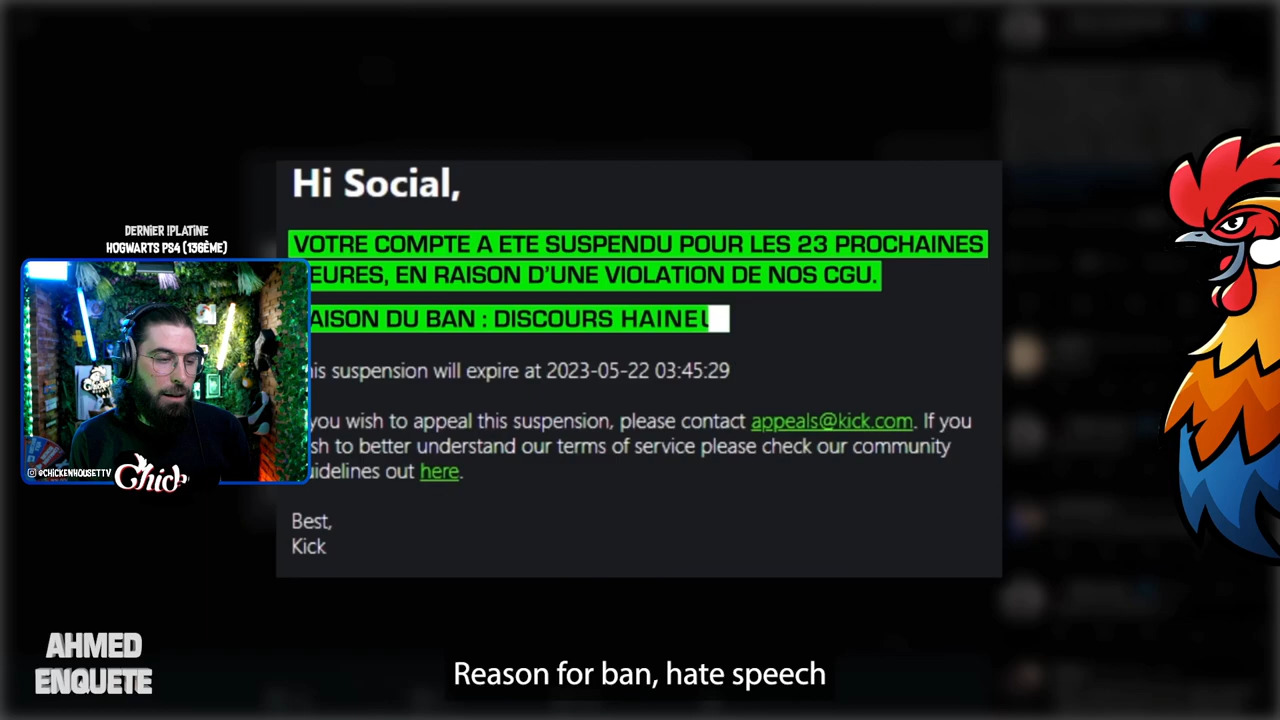 Hi Social,
VOTRE COMPTE A ETE SUSPENDU POUR LES 23 PROCHAINES
EURES, EN RAISON D'UNE VIOLATION DE NOS CGU.
AISON DU BAN : DISCOURS HAINEU
is suspension will expire at 2023-05-22 03:45:29
you wish to appeal this suspension, please contact appeals@kick.com. If you
sh to better understand our terms of service please check our community
uidelines out here.
Best,
Kick
DERNIER !PLATINE
HOGWARTS PS4 (136ÈME)
@CHICKENHOUSETTV
Chick
AHMED
ENQUETE
Reason for ban, hate speech